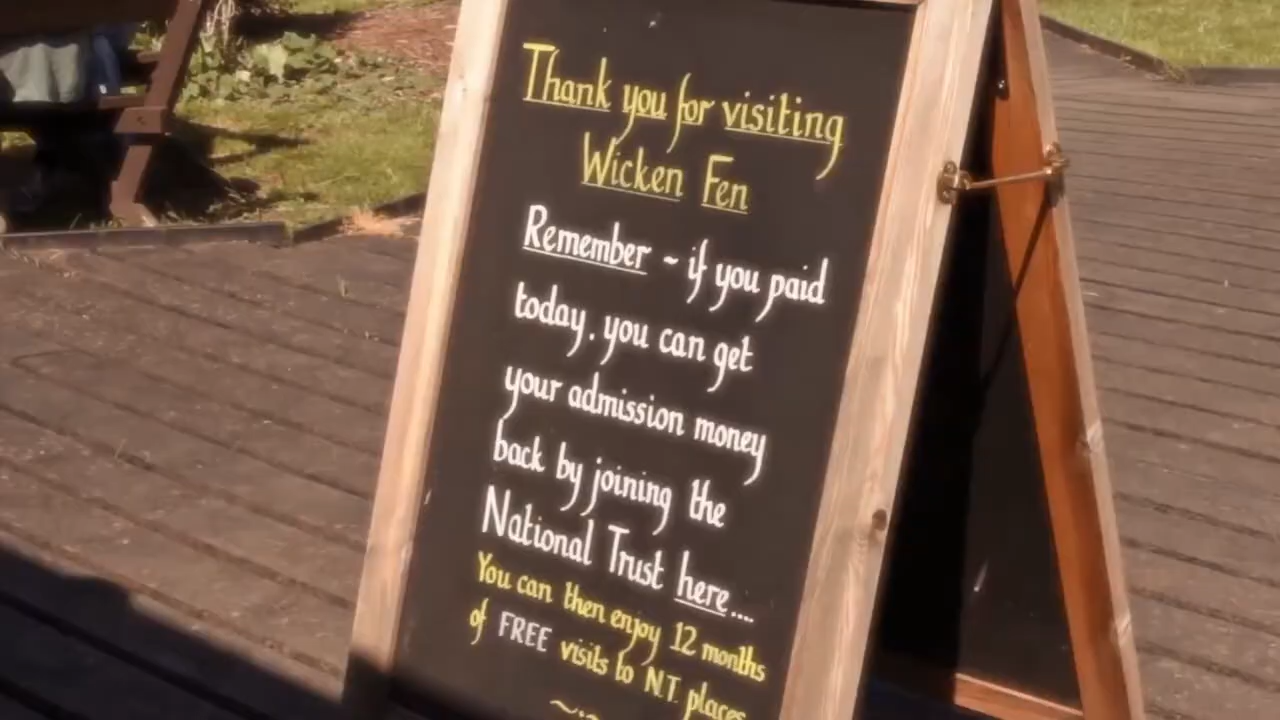 Thank you for visiting
Wicken Fen
Remember ~ if you paid
today. you can get
your admission money
back by joining the
National Trust here....
You can then enjoy 12 months
of FREE visits to N.T. places